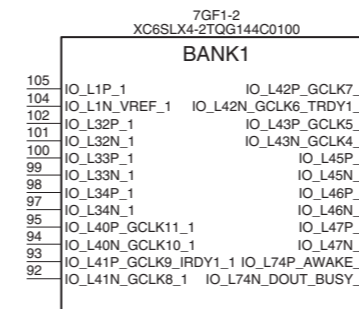 7GF1-2
XC6SLX4-2TQG144C0100
BANK1
105 IO_L1P_1 IO_L42P_GCLK7_
104 IO_L1N_VREF_1 IO_L42N_GCLK6_TRDY1_
102 IO_L32P_1 IO_L43P_GCLK5_
101 IO_L32N_1 IO_L43N_GCLK4_
100 IO_L33P_1 IO_L45P_
99 IO_L33N_1 IO_L45N_
98 IO_L34P_1 IO_L46P_
97 IO_L34N_1 IO_L46N_
95 IO_L40P_GCLK11_1 IO_L47P_
94 IO_L40N_GCLK10_1 IO_L47N_
93 IO_L41P_GCLK9_IRDY1_1 IO_L74P_AWAKE_
92 IO_L41N_GCLK8_1 IO_L74N_DOUT_BUSY_